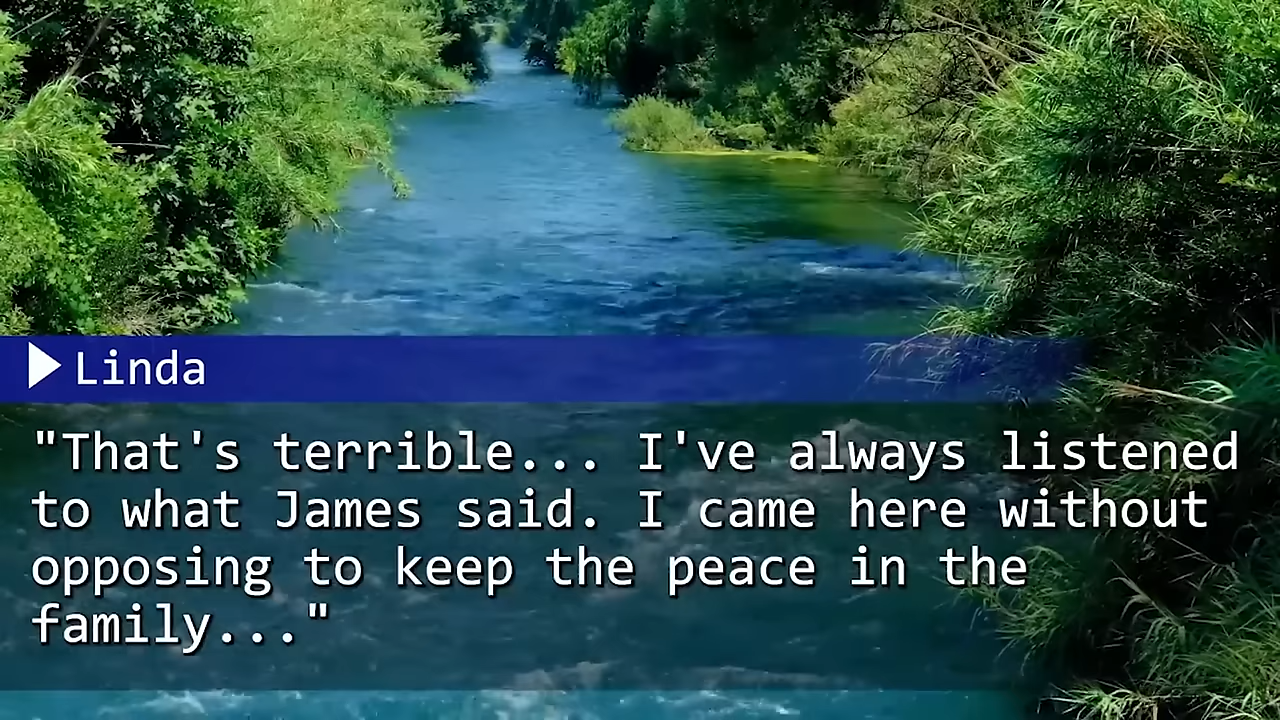 Linda
"That's terrible... I've always listened
to what James said. I came here without
opposing to keep the peace in the
family..."